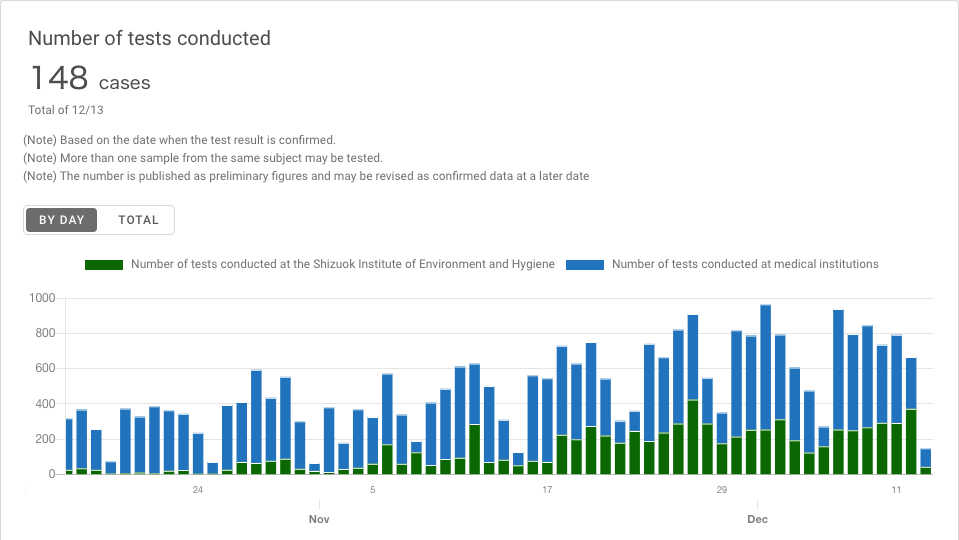 Number of tests conducted
148 cases
Total of 12/13
(Note) Based on the date when the test result is confirmed.
(Note) More than one sample from the same subject may be tested.
(Note) The number is published as preliminary figures and may be revised as confirmed data at a later date
BY DAY TOTAL
Number of tests conducted at the Shizuok Institute of Environment and Hygiene Number of tests conducted at medical institutions
1000
800
600
400
200
0
24 5 17 29 11
Nov Dec